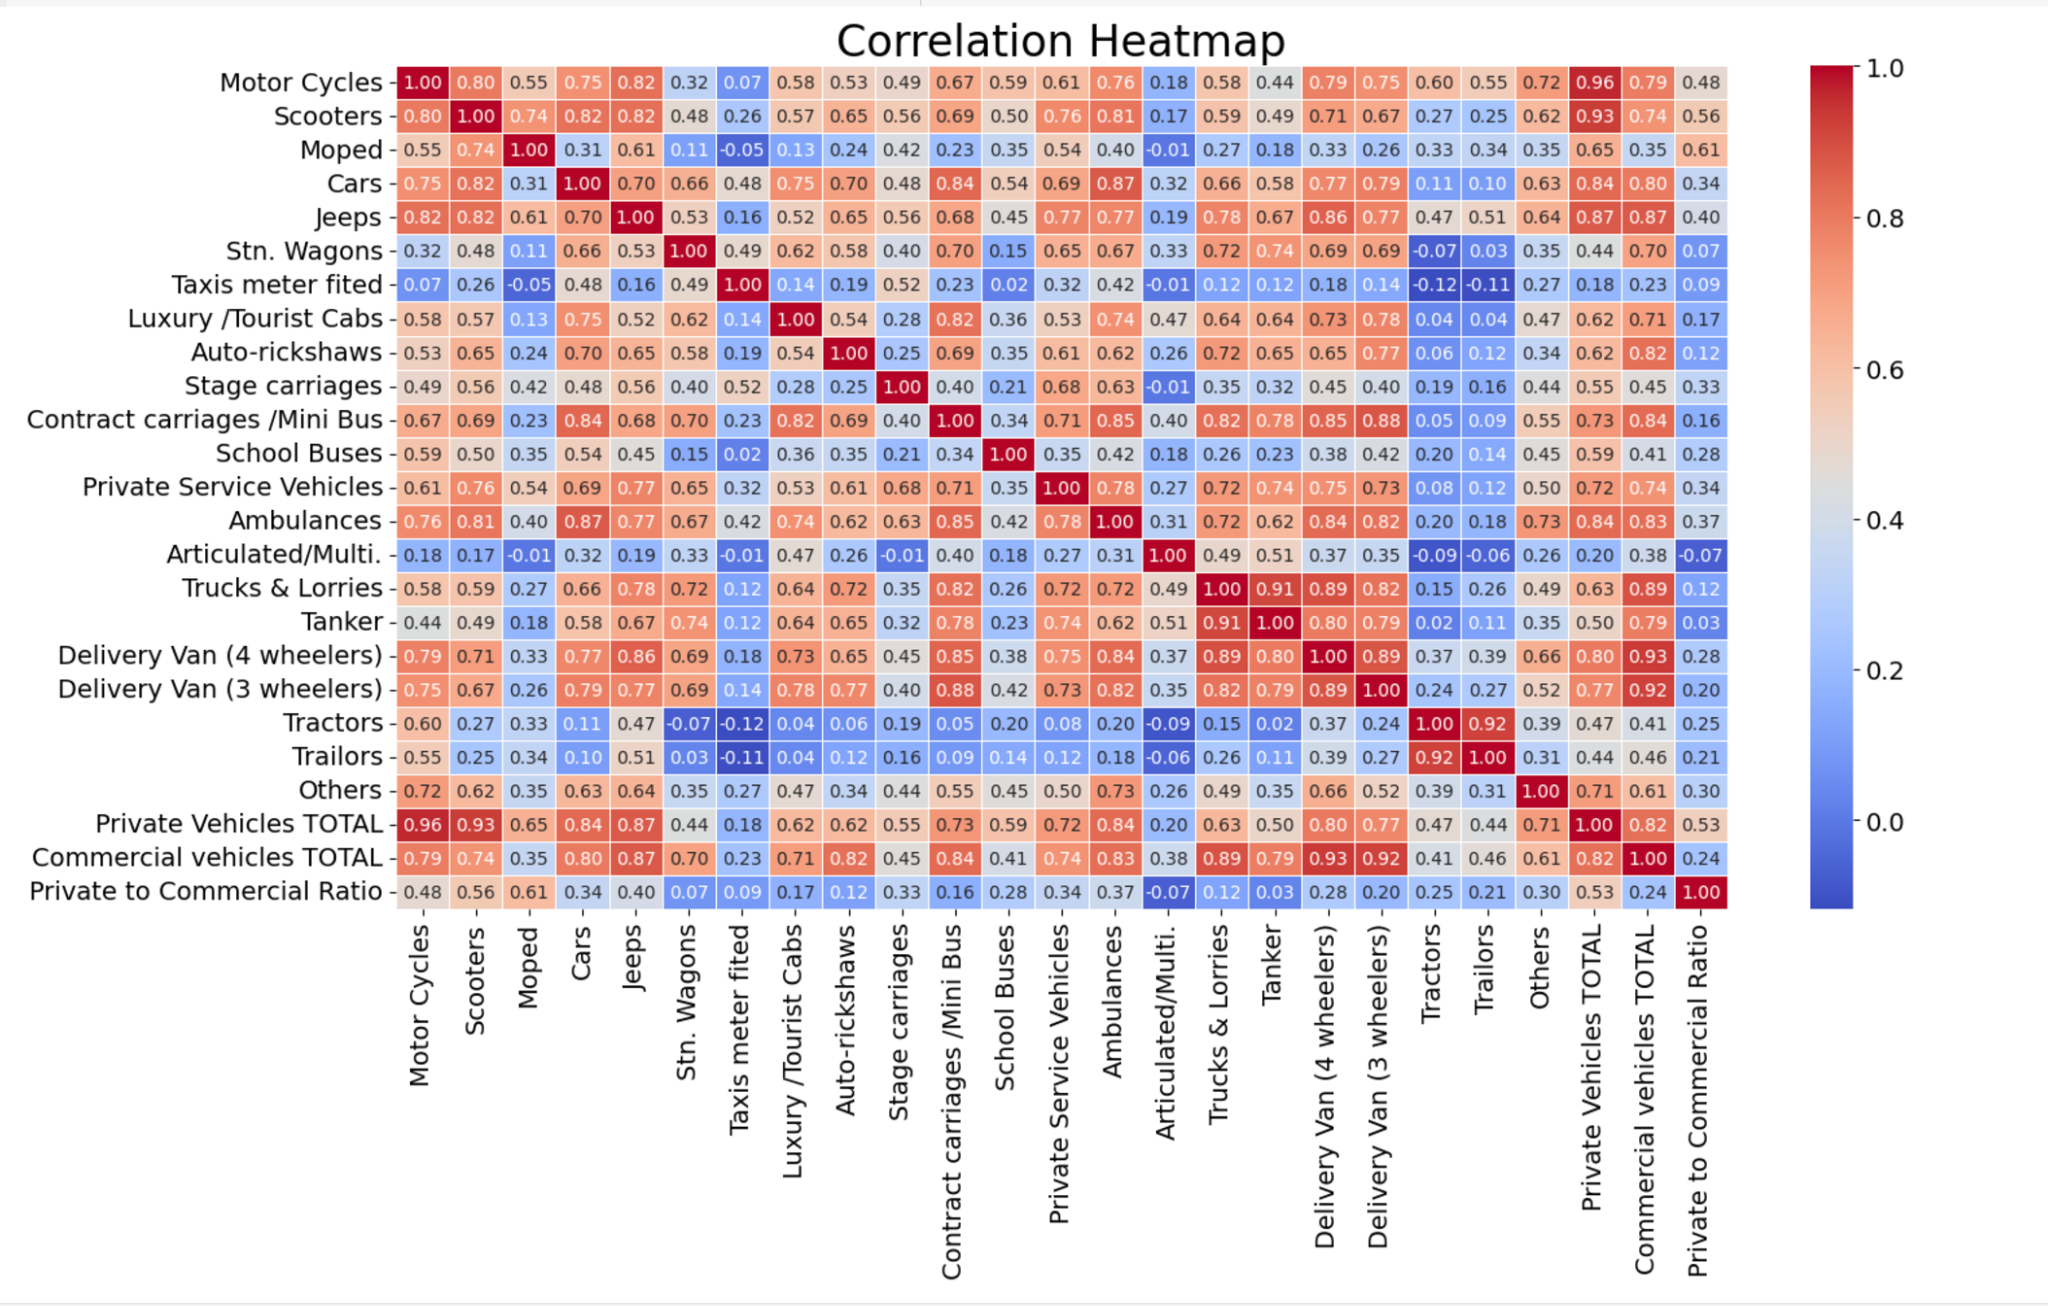 Correlation Heatmap
Motor Cycles 1.00 0.80 0.55 0.75 0.82 0.32 0.07 0.58 0.53 0.49 0.67 0.59 0.61 0.76 0.18 0.58 0.44 0.79 0.75 0.60 0.55 0.72 0.96 0.79 0.48
Scooters 0.80 1.00 0.74 0.82 0.82 0.48 0.26 0.57 0.65 0.56 0.69 0.50 0.76 0.81 0.17 0.59 0.49 0.71 0.67 0.27 0.25 0.62 0.93 0.74 0.56
Moped 0.55 0.74 1.00 0.31 0.61 0.11 -0.05 0.13 0.24 0.42 0.23 0.35 0.54 0.40 -0.01 0.27 0.18 0.33 0.26 0.33 0.34 0.35 0.65 0.35 0.61
Cars 0.75 0.82 0.31 1.00 0.70 0.66 0.48 0.75 0.70 0.48 0.84 0.54 0.69 0.87 0.32 0.66 0.58 0.77 0.79 0.11 0.10 0.63 0.84 0.80 0.34
Jeeps 0.82 0.82 0.61 0.70 1.00 0.53 0.16 0.52 0.65 0.56 0.68 0.45 0.77 0.77 0.19 0.78 0.67 0.86 0.77 0.47 0.51 0.64 0.87 0.87 0.40
Stn. Wagons 0.32 0.48 0.11 0.66 0.53 1.00 0.49 0.62 0.58 0.40 0.70 0.15 0.65 0.67 0.33 0.72 0.74 0.69 0.69 -0.07 0.03 0.35 0.44 0.70 0.07
Taxis meter fited 0.07 0.26 -0.05 0.48 0.16 0.49 1.00 0.14 0.19 0.52 0.23 0.02 0.32 0.42 -0.01 0.12 0.12 0.18 0.14 -0.12 -0.11 0.27 0.18 0.23 0.09
Luxury /Tourist Cabs 0.58 0.57 0.13 0.75 0.52 0.62 0.14 1.00 0.54 0.28 0.82 0.36 0.53 0.74 0.47 0.64 0.64 0.73 0.78 0.04 0.04 0.47 0.62 0.71 0.17
Auto-rickshaws 0.53 0.65 0.24 0.70 0.65 0.58 0.19 0.54 1.00 0.25 0.69 0.35 0.61 0.62 0.26 0.72 0.65 0.65 0.77 0.06 0.12 0.34 0.62 0.82 0.12
Stage carriages 0.49 0.56 0.42 0.48 0.56 0.40 0.52 0.28 0.25 1.00 0.40 0.21 0.68 0.63 -0.01 0.35 0.32 0.45 0.40 0.19 0.16 0.44 0.55 0.45 0.33
Contract carriages /Mini Bus 0.67 0.69 0.23 0.84 0.68 0.70 0.23 0.82 0.69 0.40 1.00 0.34 0.71 0.85 0.40 0.82 0.78 0.85 0.88 0.05 0.09 0.55 0.73 0.84 0.16
School Buses 0.59 0.50 0.35 0.54 0.45 0.15 0.02 0.36 0.35 0.21 0.34 1.00 0.35 0.42 0.18 0.26 0.23 0.38 0.42 0.20 0.14 0.45 0.59 0.41 0.28
Private Service Vehicles 0.61 0.76 0.54 0.69 0.77 0.65 0.32 0.53 0.61 0.68 0.71 0.35 1.00 0.78 0.27 0.72 0.74 0.75 0.73 0.08 0.12 0.50 0.72 0.74 0.34
Ambulances 0.76 0.81 0.40 0.87 0.77 0.67 0.42 0.74 0.62 0.63 0.85 0.42 0.78 1.00 0.31 0.72 0.62 0.84 0.82 0.20 0.18 0.73 0.84 0.83 0.37
Articulated/Multi. 0.18 0.17 -0.01 0.32 0.19 0.33 -0.01 0.47 0.26 -0.01 0.40 0.18 0.27 0.31 1.00 0.49 0.51 0.37 0.35 -0.09 -0.06 0.26 0.20 0.38 -0.07
Trucks & Lorries 0.58 0.59 0.27 0.66 0.78 0.72 0.12 0.64 0.72 0.35 0.82 0.26 0.72 0.72 0.49 1.00 0.91 0.89 0.82 0.15 0.26 0.49 0.63 0.89 0.12
Tanker 0.44 0.49 0.18 0.58 0.67 0.74 0.12 0.64 0.65 0.32 0.78 0.23 0.74 0.62 0.51 0.91 1.00 0.80 0.79 0.02 0.11 0.35 0.50 0.79 0.03
Delivery Van (4 wheelers) 0.79 0.71 0.33 0.77 0.86 0.69 0.18 0.73 0.65 0.45 0.85 0.38 0.75 0.84 0.37 0.89 0.80 1.00 0.89 0.37 0.39 0.66 0.80 0.93 0.28
Delivery Van (3 wheelers) 0.75 0.67 0.26 0.79 0.77 0.69 0.14 0.78 0.77 0.40 0.88 0.42 0.73 0.82 0.35 0.82 0.79 0.89 1.00 0.24 0.27 0.52 0.77 0.92 0.20
Tractors 0.60 0.27 0.33 0.11 0.47 -0.07 -0.12 0.04 0.06 0.19 0.05 0.20 0.08 0.20 -0.09 0.15 0.02 0.37 0.24 1.00 0.92 0.39 0.47 0.41 0.25
Trailors 0.55 0.25 0.34 0.10 0.51 0.03 -0.11 0.04 0.12 0.16 0.09 0.14 0.12 0.18 -0.06 0.26 0.11 0.39 0.27 0.92 1.00 0.31 0.44 0.46 0.21
Others 0.72 0.62 0.35 0.63 0.64 0.35 0.27 0.47 0.34 0.44 0.55 0.45 0.50 0.73 0.26 0.49 0.35 0.66 0.52 0.39 0.31 1.00 0.71 0.61 0.30
Private Vehicles TOTAL 0.96 0.93 0.65 0.84 0.87 0.44 0.18 0.62 0.62 0.55 0.73 0.59 0.72 0.84 0.20 0.63 0.50 0.80 0.77 0.47 0.44 0.71 1.00 0.82 0.53
Commercial vehicles TOTAL 0.79 0.74 0.35 0.80 0.87 0.70 0.23 0.71 0.82 0.45 0.84 0.41 0.74 0.83 0.38 0.89 0.79 0.93 0.92 0.41 0.46 0.61 0.82 1.00 0.24
Private to Commercial Ratio 0.48 0.56 0.61 0.34 0.40 0.07 0.09 0.17 0.12 0.33 0.16 0.28 0.34 0.37 -0.07 0.12 0.03 0.28 0.20 0.25 0.21 0.30 0.53 0.24 1.00
Motor Cycles
Scooters
Moped
Cars
Jeeps
Stn. Wagons
Taxis meter fited
Luxury /Tourist Cabs
Auto-rickshaws
Stage carriages
Contract carriages /Mini Bus
School Buses
Private Service Vehicles
Ambulances
Articulated/Multi.
Trucks & Lorries
Tanker
Delivery Van (4 wheelers)
Delivery Van (3 wheelers)
Tractors
Trailors
Others
Private Vehicles TOTAL
Commercial vehicles TOTAL
Private to Commercial Ratio
1.0
0.8
0.6
0.4
0.2
0.0